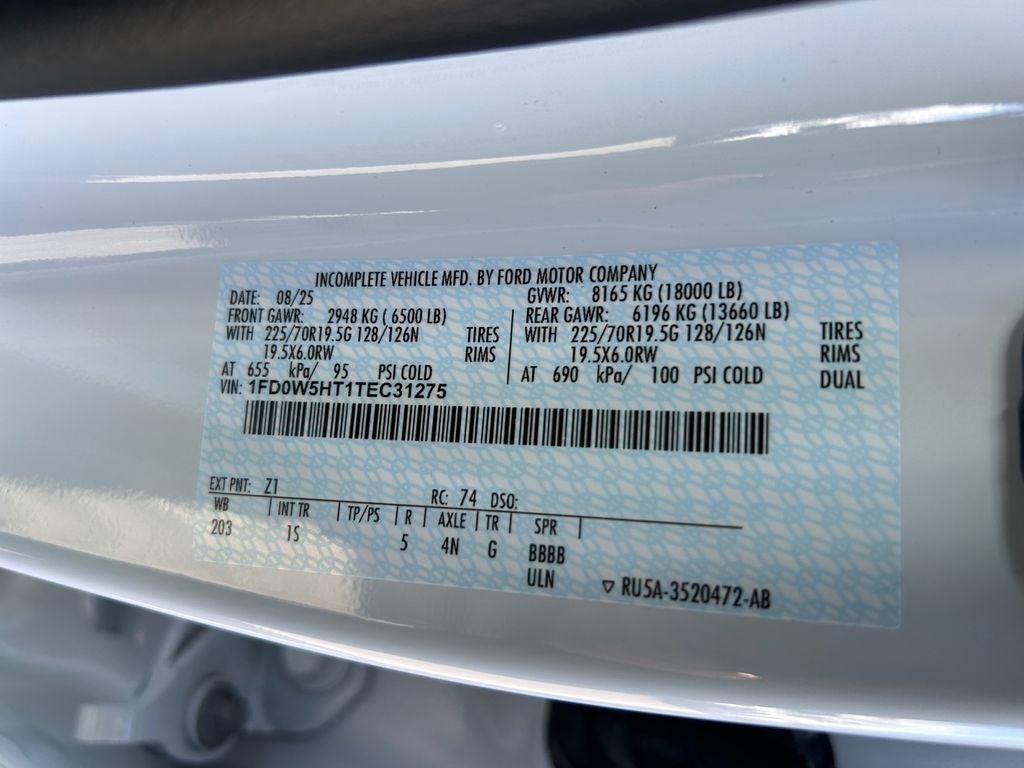 INCOMPLETE VEHICLE MFD. BY FORD MOTOR COMPANY
DATE: 08/25 GVWR: 8165 KG (18000 LB)
FRONT GAWR: 2948 KG ( 6500 LB) REAR GAWR: 6196 KG (13660 LB)
WITH 225/70R19.5G 128/126N TIRES WITH 225/70R19.5G 128/126N TIRES
19.5X6.0RW RIMS 19.5X6.0RW RIMS
AT 655 kPa/ 95 PSI COLD AT 690 kPa/ 100 PSI COLD DUAL
VIN: 1FD0W5HT1TEC31275
EXT PNT: Z1 RC: 74 DSO:
WB INT TR TP/PS R AXLE TR SPR
203 1S 5 4N G BBBB
ULN
RU5A-3520472-AB